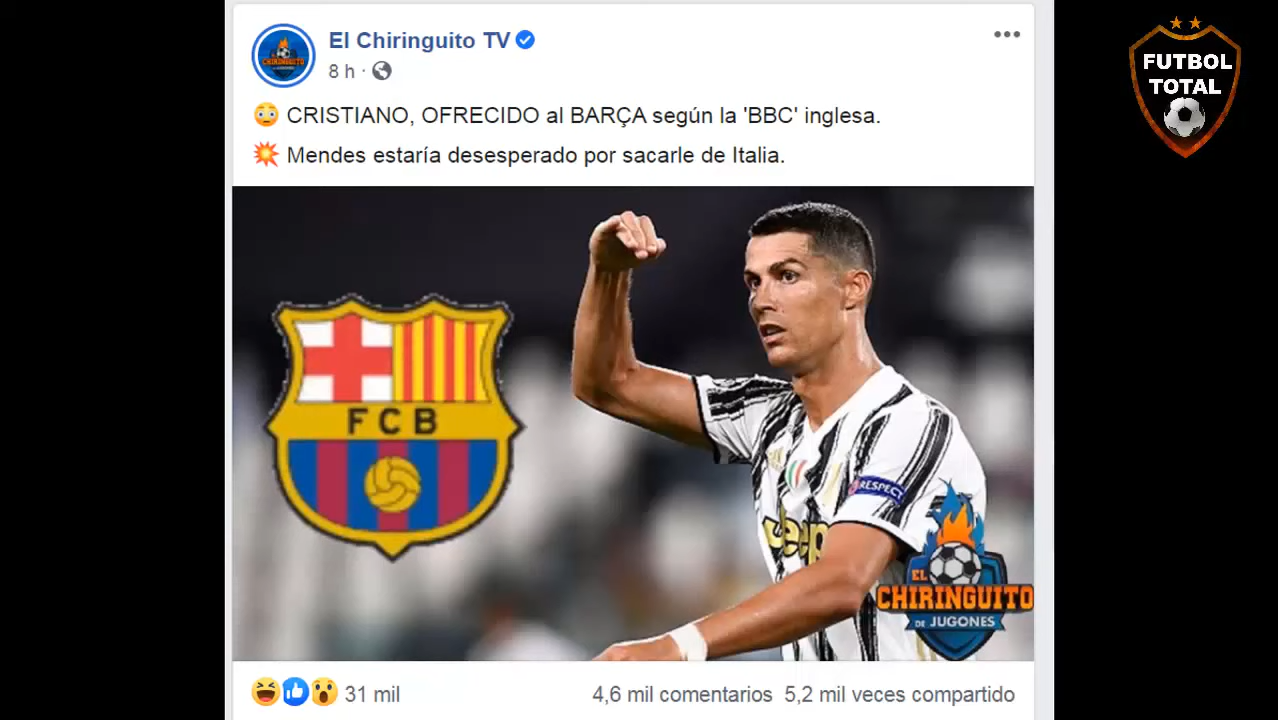 El Chiringuito TV
8 h ·
😳 CRISTIANO, OFRECIDO al BARÇA según la 'BBC' inglesa.
💥 Mendes estaría desesperado por sacarle de Italia.
FUTBOL
TOTAL
FCB
RESPECT
Jeep
EL
CHIRINGUITO
DE JUGONES
31 mil
4,6 mil comentarios 5,2 mil veces compartido